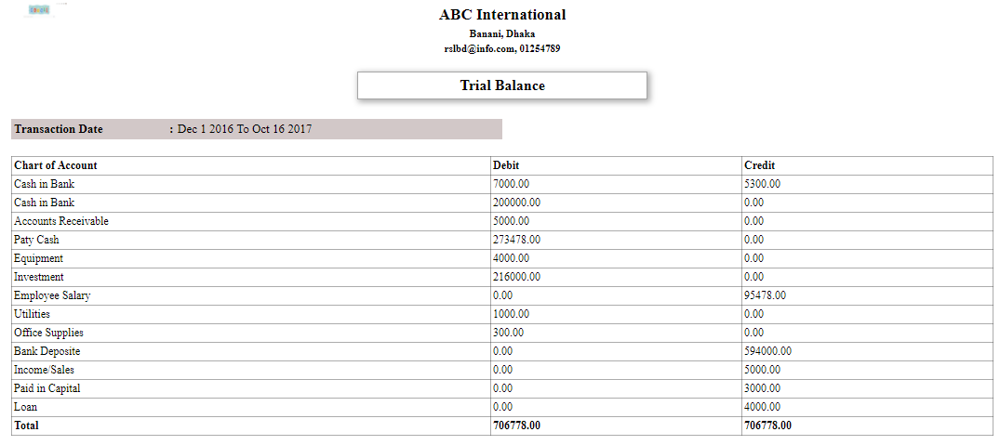 ABC International
Banani, Dhaka
rslbd@info.com, 01254789
Trial Balance
Transaction Date : Dec 1 2016 To Oct 16 2017
Chart of Account Debit Credit
Cash in Bank 7000.00 5300.00
Cash in Bank 200000.00 0.00
Accounts Receivable 5000.00 0.00
Paty Cash 273478.00 0.00
Equipment 4000.00 0.00
Investment 216000.00 0.00
Employee Salary 0.00 95478.00
Utilities 1000.00 0.00
Office Supplies 300.00 0.00
Bank Deposite 0.00 594000.00
Income/Sales 0.00 5000.00
Paid in Capital 0.00 3000.00
Loan 0.00 4000.00
Total 706778.00 706778.00